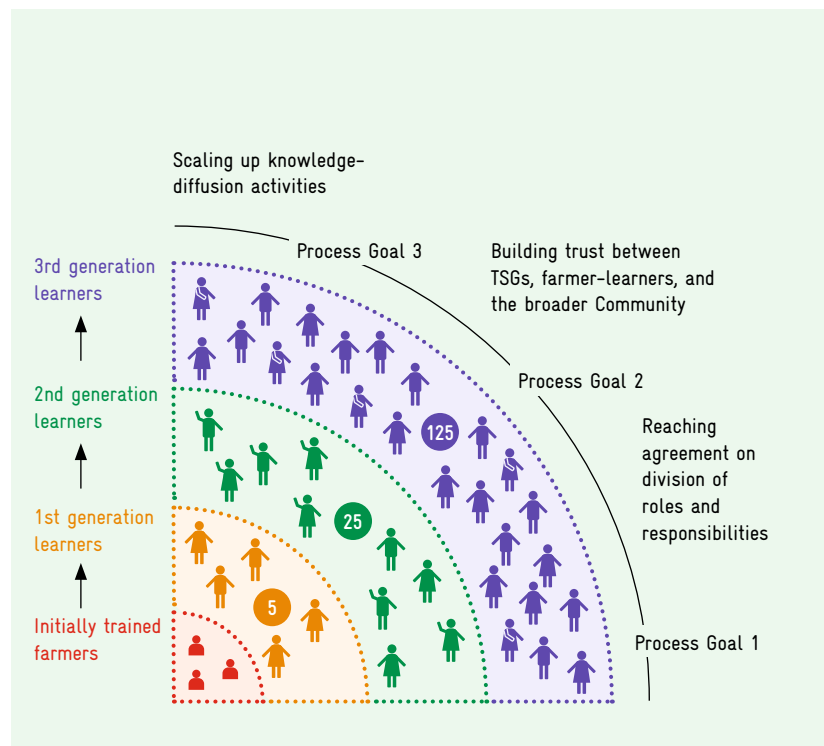 Scaling up knowledge-
diffusion activities
Process Goal 3
Building trust between
TSGs, farmer-learners, and
the broader Community
Process Goal 2
Reaching
agreement on
division of
roles and
responsibilities
Process Goal 1
3rd generation
learners
2nd generation
learners
1st generation
learners
Initially trained
farmers
125
25
5